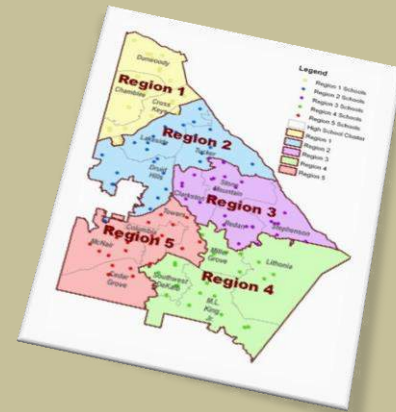 Legend
Region 1 Schools
Region 2 Schools
Region 3 Schools
Region 4 Schools
Region 5 Schools
High School Cluster
Region 1
Region 2
Region 3
Region 4
Region 5
Dunwoody
Region 1
Chamblee
Cross
Keys
Region 2
Lakeside
Tucker
Druid
Hills
Stone
Mountain
Clarkston
Region 3
Redan
Stephenson
Towers
Columbia
McNair
Region 5
Cedar
Grove
Miller
Grove
Lithonia
Region 4
Southwest
DeKalb
M.L.
King
Jr.